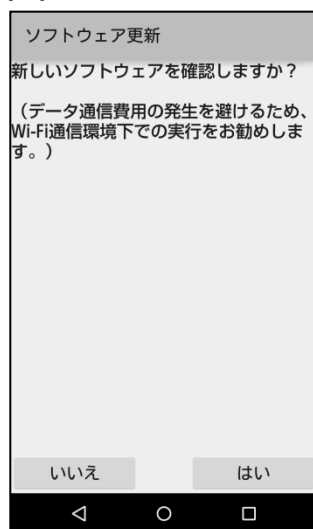 ソフトウェア更新
新しいソフトウェアを確認しますか？
（データ通信費用の発生を避けるため、
Wi-Fi通信環境下での実行をお勧めしま
す。）
いいえ
はい